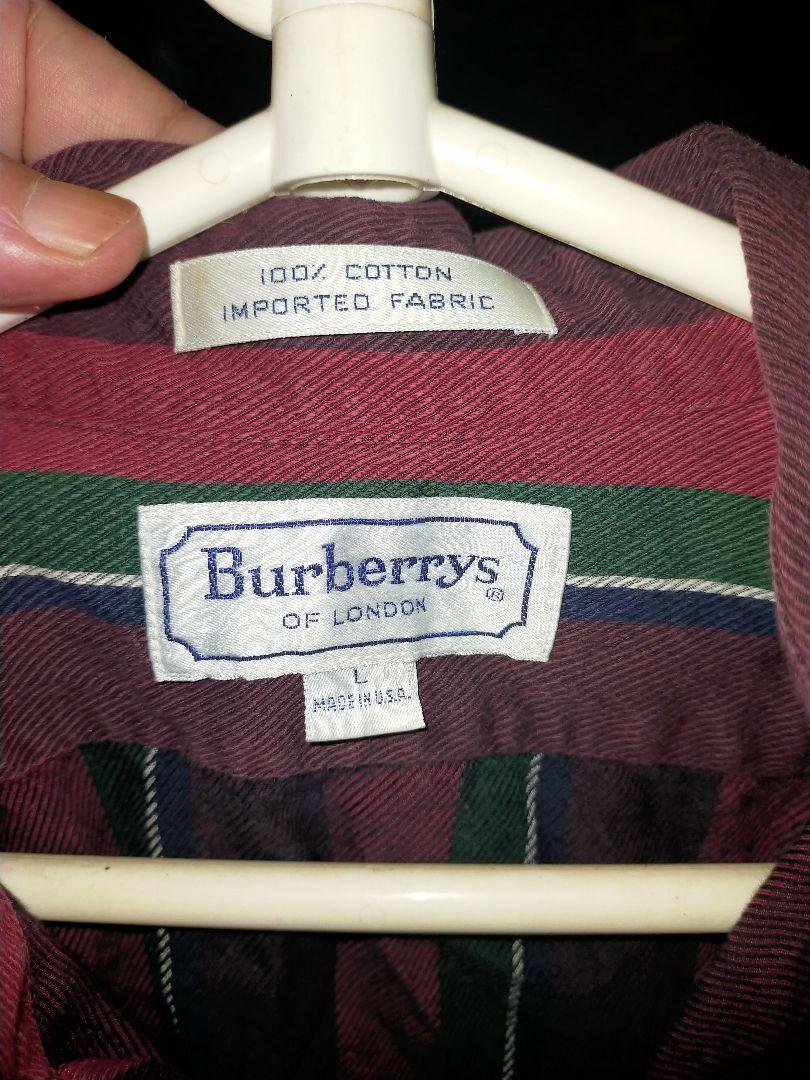 100% COTTON
IMPORTED FABRIC
Burberrys®
OF LONDON
L
MADE IN U.S.A.